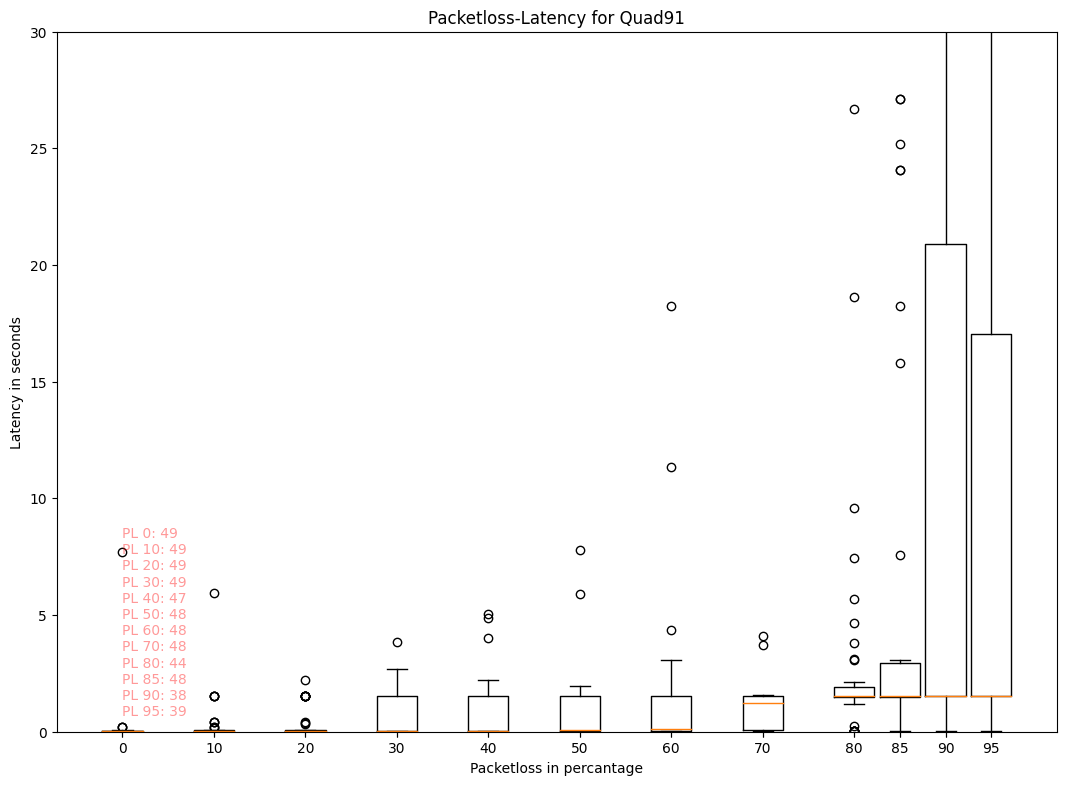 Packetloss-Latency for Quad91
30
25
20
15
10
5
0
Latency in seconds
PL 0: 49
PL 10: 49
PL 20: 49
PL 30: 49
PL 40: 47
PL 50: 48
PL 60: 48
PL 70: 48
PL 80: 44
PL 85: 48
PL 90: 38
PL 95: 39
0 10 20 30 40 50 60 70 80 85 90 95
Packetloss in percantage